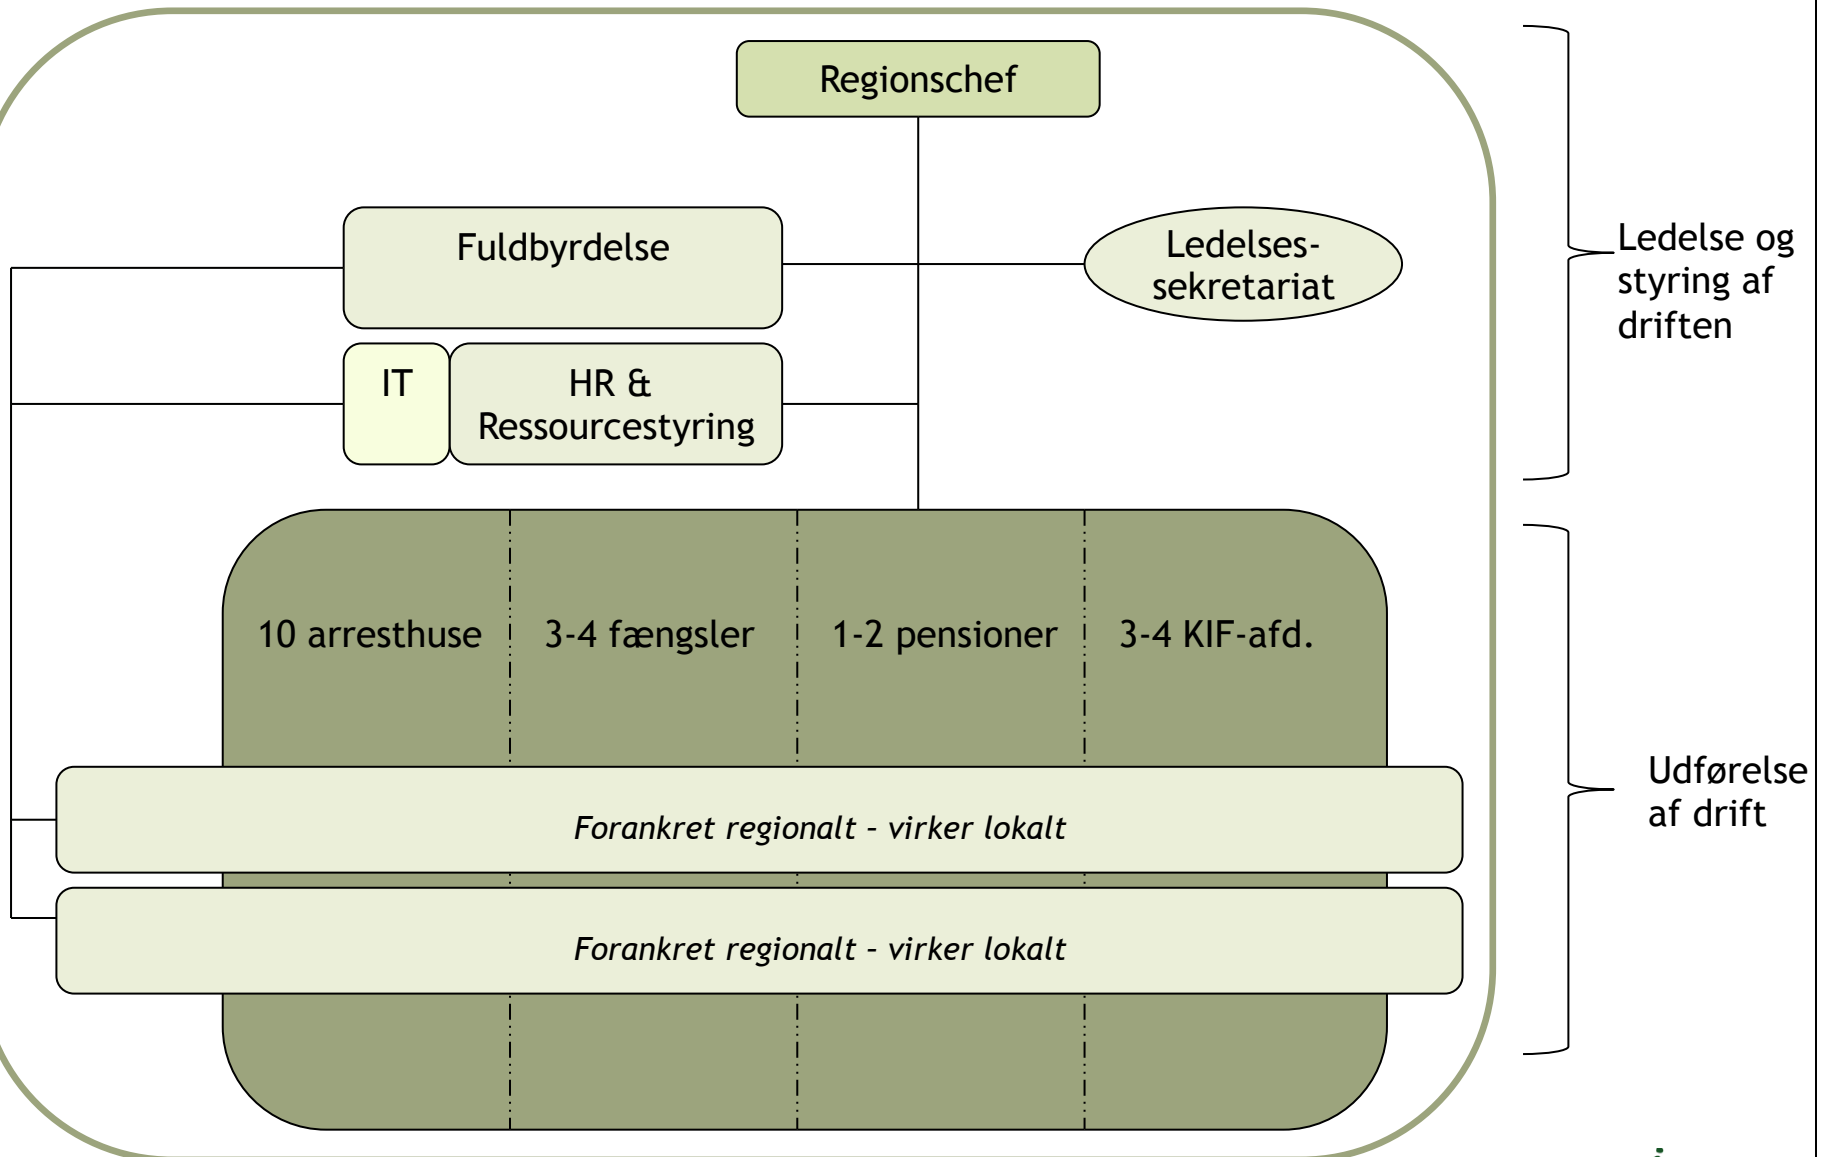 Regionschef
Fuldbyrdelse
Ledelses-
sekretariat
Ledelse og
styring af
driften
IT
HR &
Ressourcestyring
10 arresthuse
3-4 fængsler
1-2 pensioner
3-4 KIF-afd.
Udførelse
af drift
Forankret regionalt – virker lokalt
Forankret regionalt – virker lokalt